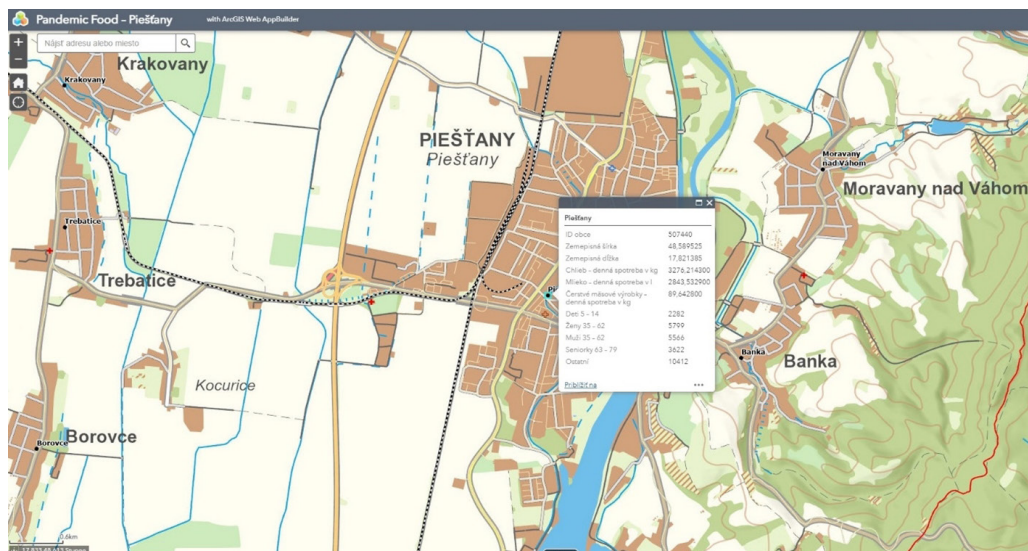 Pandemic Food - Piešťany
with ArcGIS Web AppBuilder
+
Nájsť adresu alebo miesto
−
Krakovany
Krakovany
PIEŠŤANY
Piešťany
Moravany
nad Váhom
Moravany nad Váhom
Trebatice
Trebatice
Kocurice
Borovce
Borovce
Banka
Banka
Piešťany
ID obce 507440
Zemepisná šírka 48,589525
Zemepisná dĺžka 17,821385
Chlieb - denná spotreba v kg 3276,214300
Mlieko - denná spotreba v l 2843,532900
Čerstvé mäsové výrobky -
denná spotreba v kg 89,642800
Deti 5 - 14 2282
Ženy 35 - 62 5799
Muži 35 - 62 5566
Seniorky 63 - 79 3622
Ostatní 10412
Priblížiť na
•••